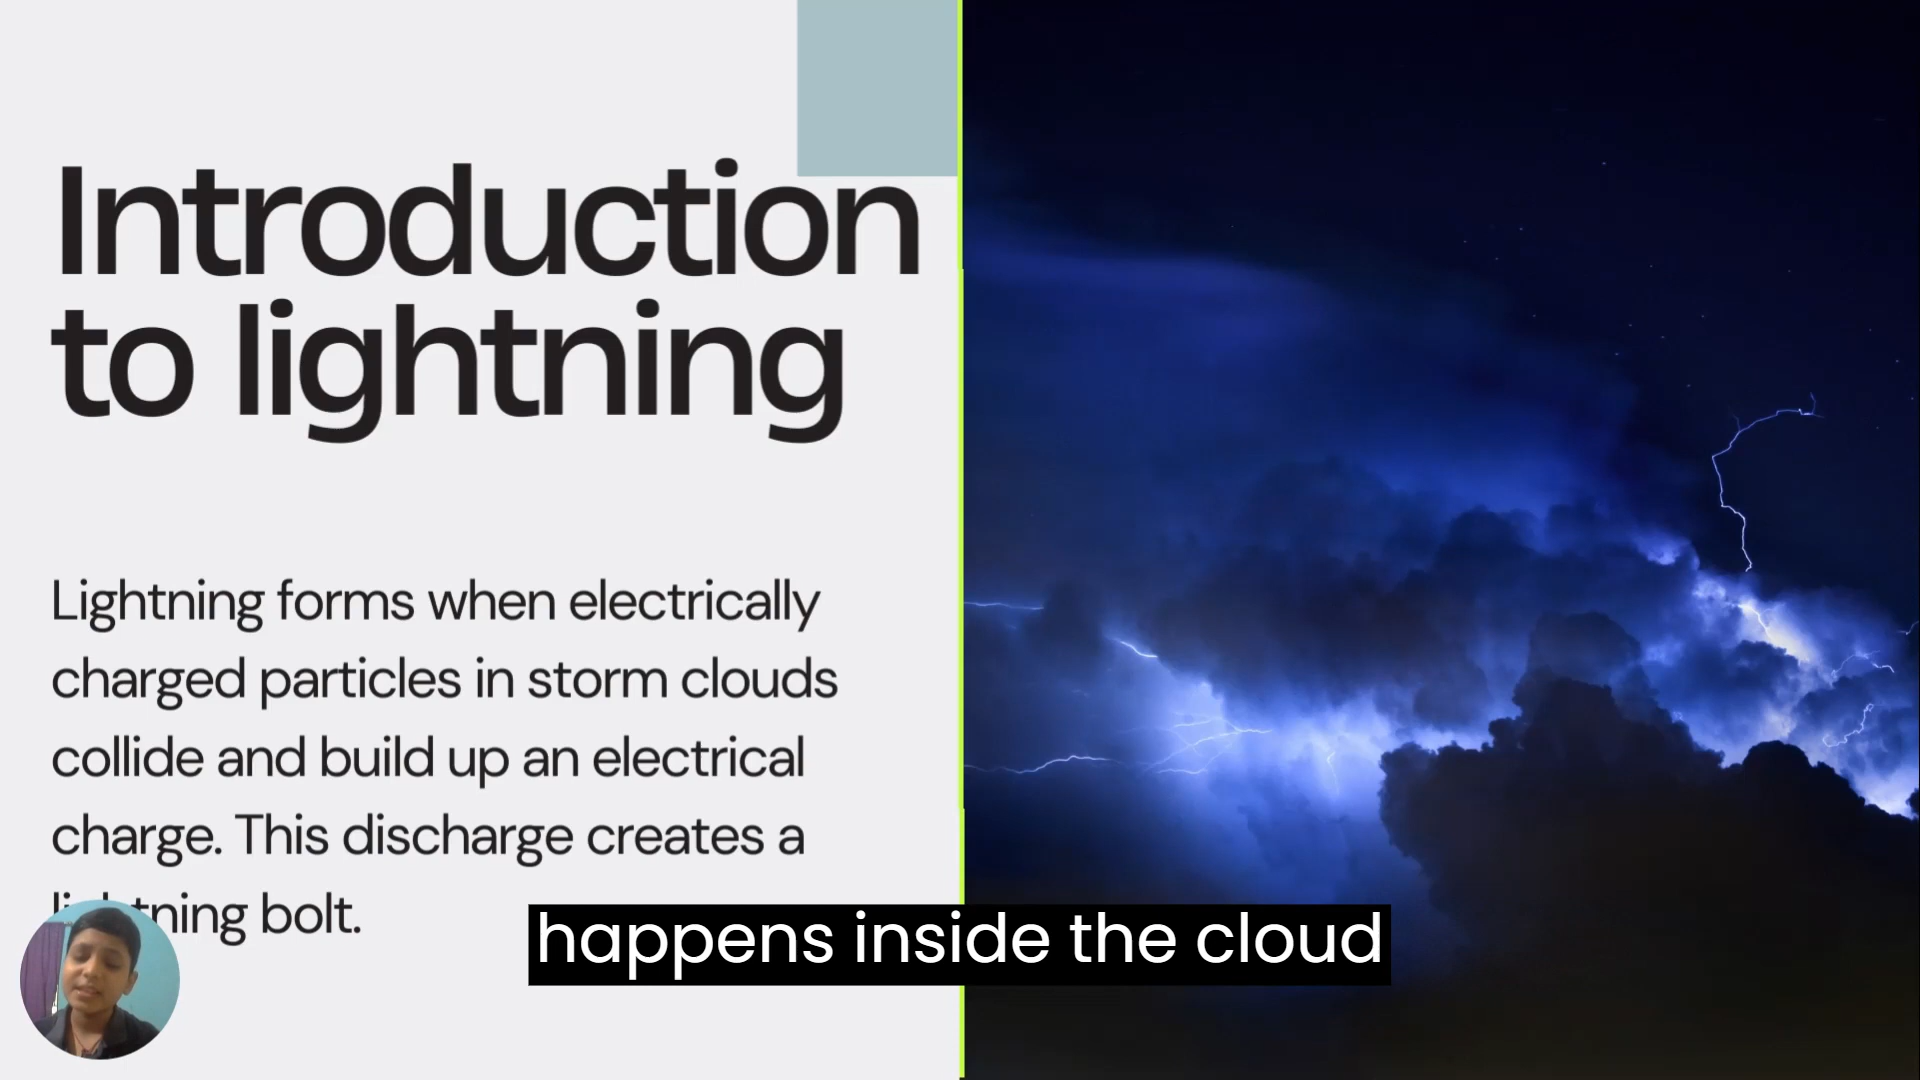 Introduction
to lightning
Lightning forms when electrically
charged particles in storm clouds
collide and build up an electrical
charge. This discharge creates a
lightning bolt.
happens inside the cloud